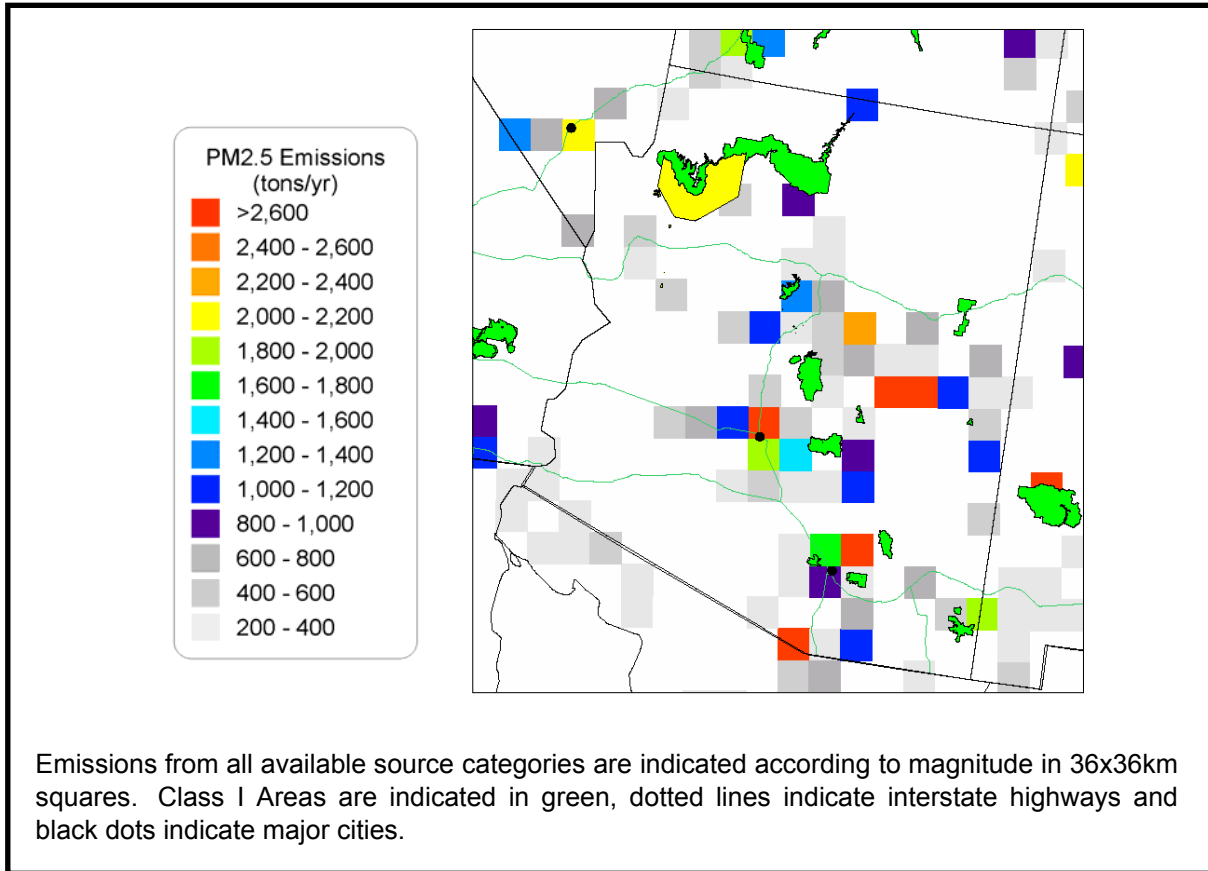 PM2.5 Emissions
(tons/yr)
>2,600
2,400 - 2,600
2,200 - 2,400
2,000 - 2,200
1,800 - 2,000
1,600 - 1,800
1,400 - 1,600
1,200 - 1,400
1,000 - 1,200
800 - 1,000
600 - 800
400 - 600
200 - 400
Emissions from all available source categories are indicated according to magnitude in 36x36km
squares. Class I Areas are indicated in green, dotted lines indicate interstate highways and
black dots indicate major cities.